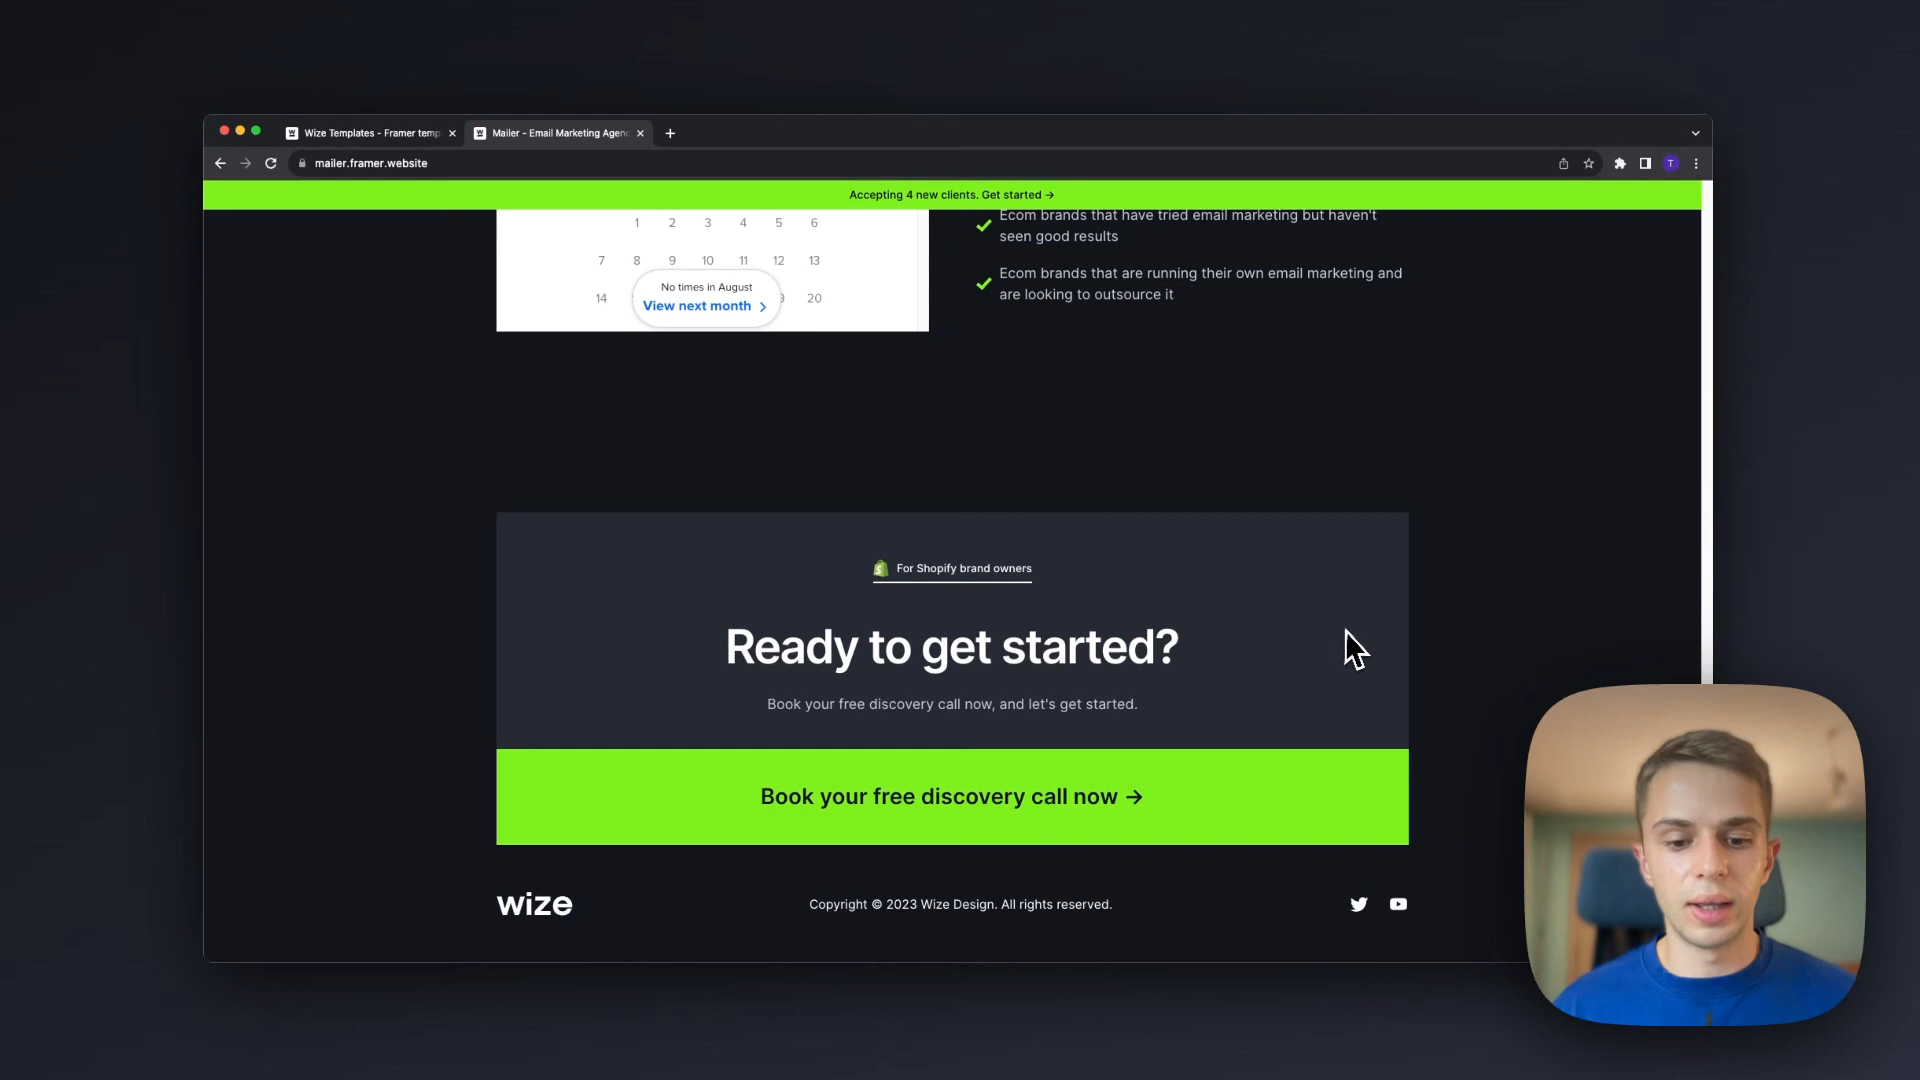 Wize Templates - Framer temp
Mailer - Email Marketing Agenc
mailer.framer.website
T
Accepting 4 new clients. Get started →
1 2 3 4 5 6
7 8 9 10 11 12 13
14 20
No times in August
View next month >
Ecom brands that have tried email marketing but haven't
seen good results
Ecom brands that are running their own email marketing and
are looking to outsource it
For Shopify brand owners
Ready to get started?
Book your free discovery call now, and let's get started.
Book your free discovery call now →
wize
Copyright © 2023 Wize Design. All rights reserved.